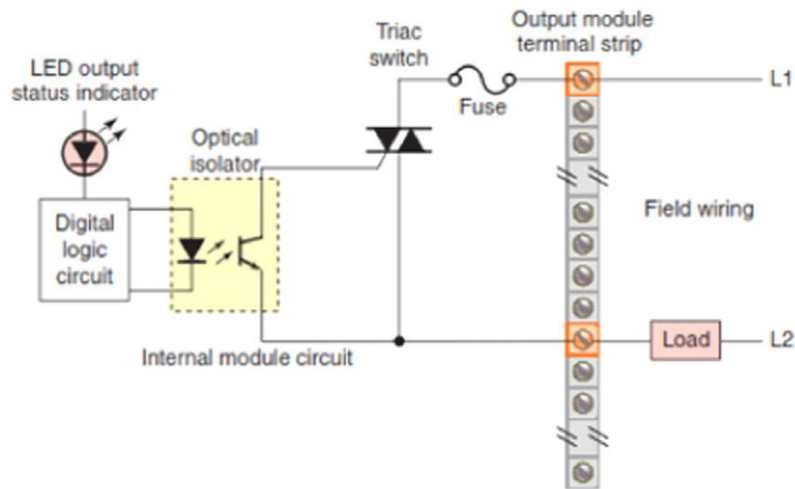 Output module
terminal strip
Triac
switch
L1
LED output
status indicator
Fuse
Optical
isolator
Digital
logic
circuit
Field wiring
Load
L2
Internal module circuit